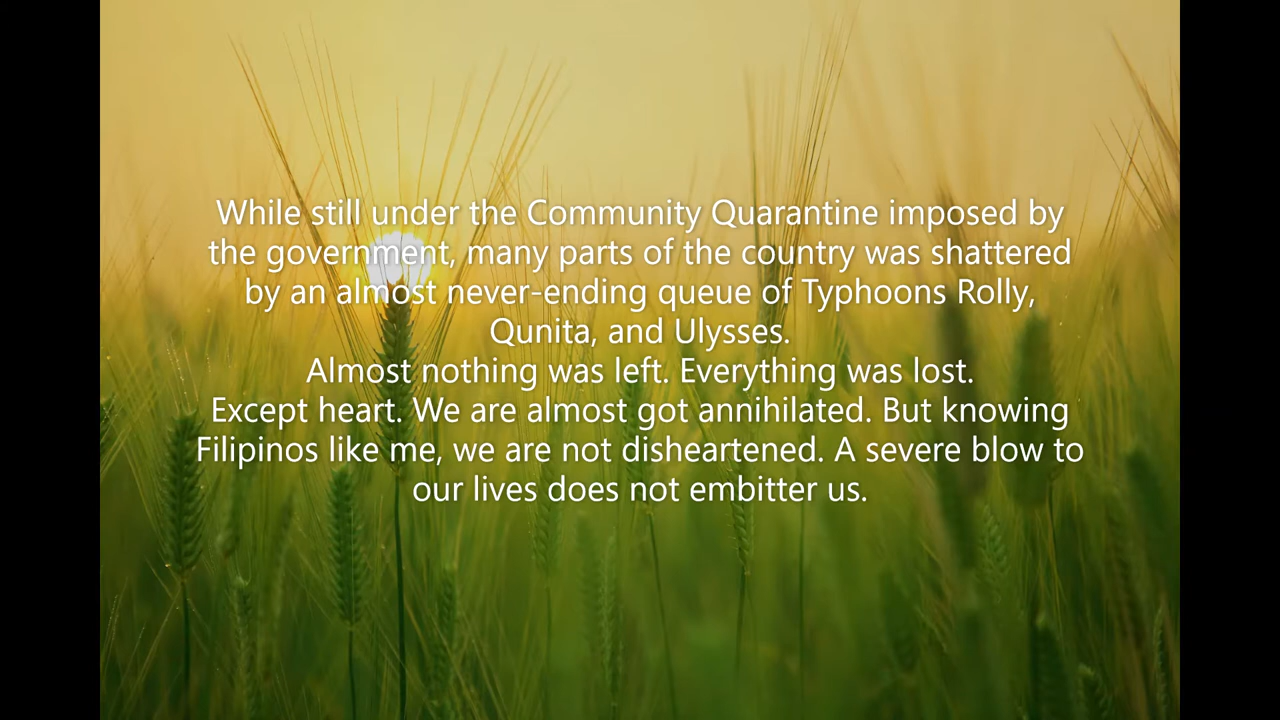 While still under the Community Quarantine imposed by
the government, many parts of the country was shattered
by an almost never-ending queue of Typhoons Rolly,
Qunita, and Ulysses.
Almost nothing was left. Everything was lost.
Except heart. We are almost got annihilated. But knowing
Filipinos like me, we are not disheartened. A severe blow to
our lives does not embitter us.